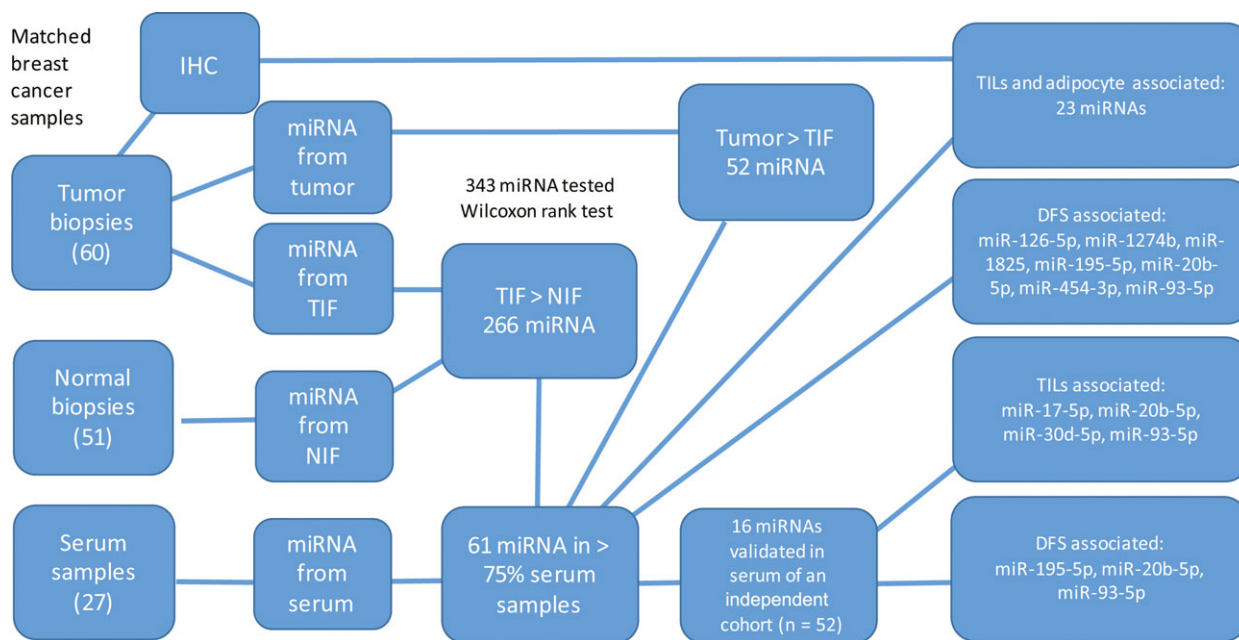 Matched
breast
cancer
samples
IHC
Tumor
biopsies
(60)
miRNA
from
tumor
miRNA
from
TIF
Normal
biopsies
(51)
miRNA
from
NIF
Serum
samples
(27)
miRNA
from
serum
343 miRNA tested
Wilcoxon rank test
TIF > NIF
266 miRNA
Tumor > TIF
52 miRNA
61 miRNA in >
75% serum
samples
16 miRNAs
validated in
serum of an
independent
cohort (n = 52)
TILs and adipocyte associated:
23 miRNAs
DFS associated:
miR-126-5p, miR-1274b, miR-
1825, miR-195-5p, miR-20b-
5p, miR-454-3p, miR-93-5p
TILs associated:
miR-17-5p, miR-20b-5p,
miR-30d-5p, miR-93-5p
DFS associated:
miR-195-5p, miR-20b-5p,
miR-93-5p